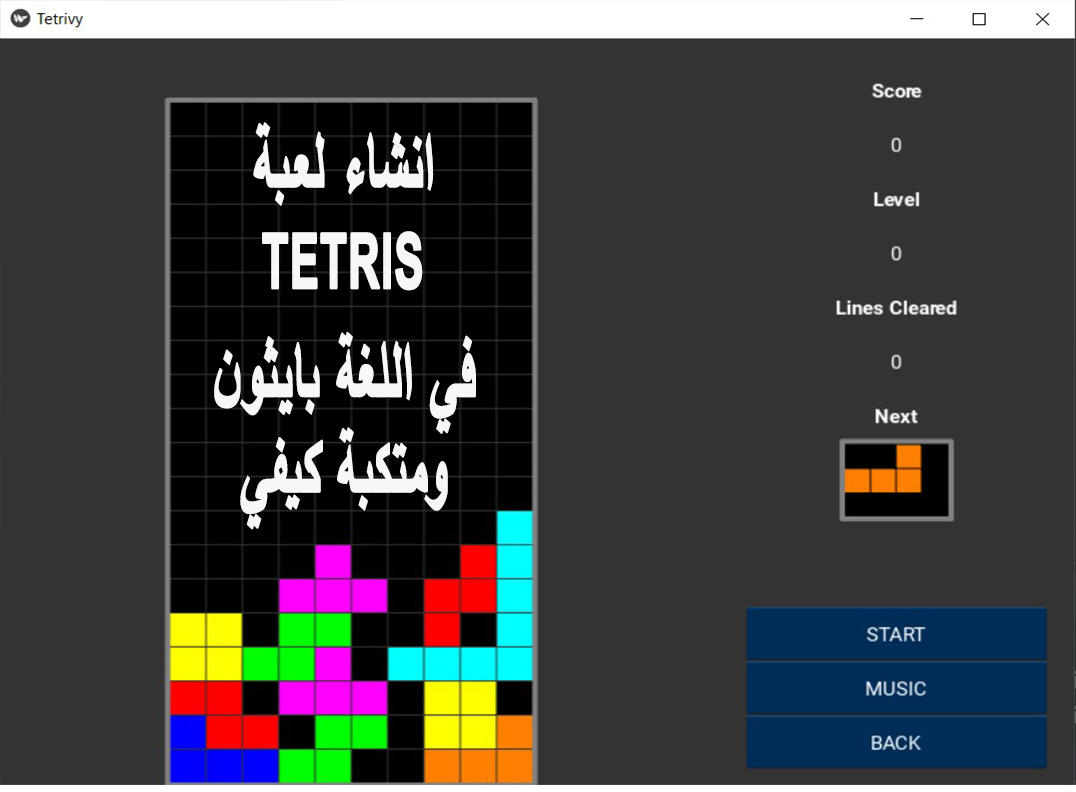 Tetrivy
انشاء لعبة
TETRIS
في اللغة بايثون
ومتكبة كيفي
Score
0
Level
0
Lines Cleared
0
Next
START
MUSIC
BACK